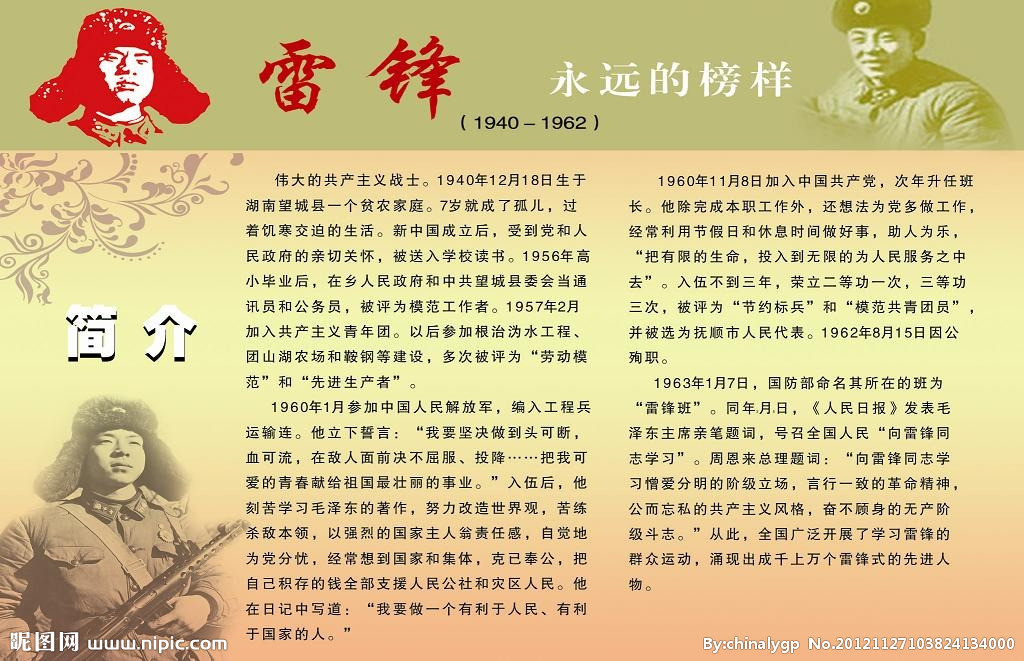 雷锋
永远的榜样
（1940－1962）
简介
伟大的共产主义战士。1940年12月18日生于
湖南望城县一个贫农家庭。7岁就成了孤儿，过
着饥寒交迫的生活。新中国成立后，受到党和人
民政府的亲切关怀，被送入学校读书。1956年高
小毕业后，在乡人民政府和中共望城县委会当通
讯员和公务员，被评为模范工作者。1957年2月
加入共产主义青年团。以后参加根治沩水工程、
团山湖农场和鞍钢等建设，多次被评为“劳动模
范”和“先进生产者”。
1960年1月参加中国人民解放军，编入工程兵
运输连。他立下誓言：“我要坚决做到头可断，
血可流，在敌人面前决不屈服、投降……把我可
爱的青春献给祖国最壮丽的事业。”入伍后，他
刻苦学习毛泽东的著作，努力改造世界观，苦练
杀敌本领，以强烈的国家主人翁责任感，自觉地
为党分忧，经常想到国家和集体，克已奉公，把
自己积存的钱全部支援人民公社和灾区人民。他
在日记中写道：“我要做一个有利于人民、有利
于国家的人。”
1960年11月8日加入中国共产党，次年升任班
长。他除完成本职工作外，还想法为党多做工作，
经常利用节假日和休息时间做好事，助人为乐，
“把有限的生命，投入到无限的为人民服务之中
去”。入伍不到三年，荣立二等功一次，三等功
三次，被评为“节约标兵”和“模范共青团员”，
并被选为抚顺市人民代表。1962年8月15日因公
殉职。
1963年1月7日，国防部命名其所在的班为
“雷锋班”。同年.月.日，《人民日报》发表毛
泽东主席亲笔题词，号召全国人民“向雷锋同
志学习”。周恩来总理题词：“向雷锋同志学
习憎爱分明的阶级立场，言行一致的革命精神，
公而忘私的共产主义风格，奋不顾身的无产阶
级斗志。”从此，全国广泛开展了学习雷锋的
群众运动，涌现出成千上万个雷锋式的先进人
物。
昵图网 www.nipic.com
By:chinalygp No.20121127103824134000